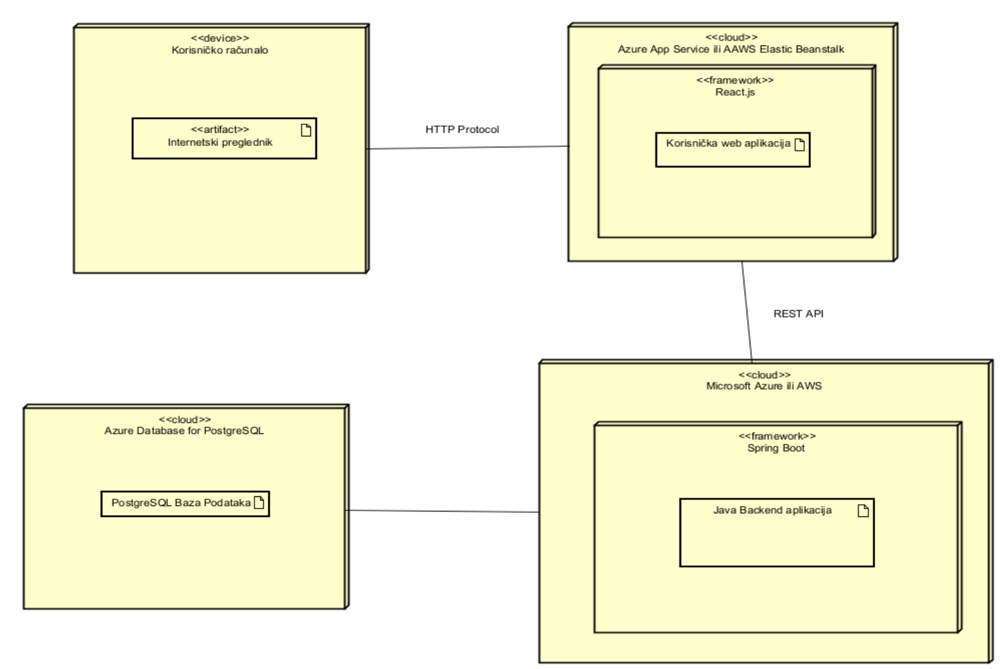 <<device>>
Korisničko računalo
<<artifact>>
Internetski preglednik
HTTP Protocol
<<cloud>>
Azure App Service ili AAWS Elastic Beanstalk
<<framework>>
React.js
Korisnička web aplikacija
REST API
<<cloud>>
Azure Database for PostgreSQL
PostgreSQL Baza Podataka
<<cloud>>
Microsoft Azure ili AWS
<<framework>>
Spring Boot
Java Backend aplikacija